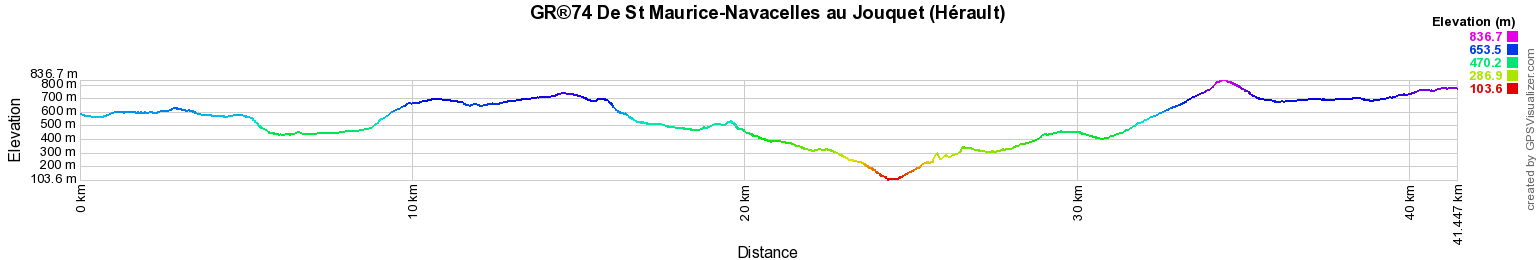 GR®74 De St Maurice-Navacelles au Jouquet (Hérault)
Elevation (m)
836.7
653.5
470.2
286.9
103.6
836.7 m
800 m
700 m
600 m
500 m
400 m
300 m
200 m
103.6 m
Elevation
0 km
10 km
20 km
30 km
40 km
41.447 km
Distance
created by GPSVisualizer.com